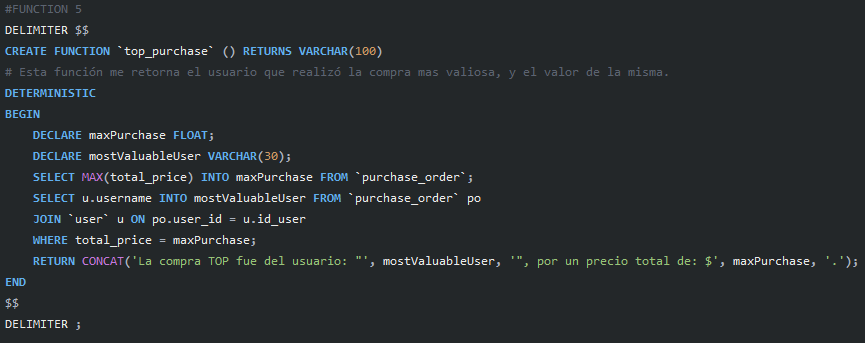 #FUNCTION 5
DELIMITER $$
CREATE FUNCTION `top_purchase` () RETURNS VARCHAR(100)
# Esta función me retorna el usuario que realizó la compra mas valiosa, y el valor de la misma.
DETERMINISTIC
BEGIN
    DECLARE maxPurchase FLOAT;
    DECLARE mostValuableUser VARCHAR(30);
    SELECT MAX(total_price) INTO maxPurchase FROM `purchase_order`;
    SELECT u.username INTO mostValuableUser FROM `purchase_order` po
    JOIN `user` u ON po.user_id = u.id_user
    WHERE total_price = maxPurchase;
    RETURN CONCAT('La compra TOP fue del usuario: "', mostValuableUser, '", por un precio total de: $', maxPurchase, '.');
END
$$
DELIMITER ;